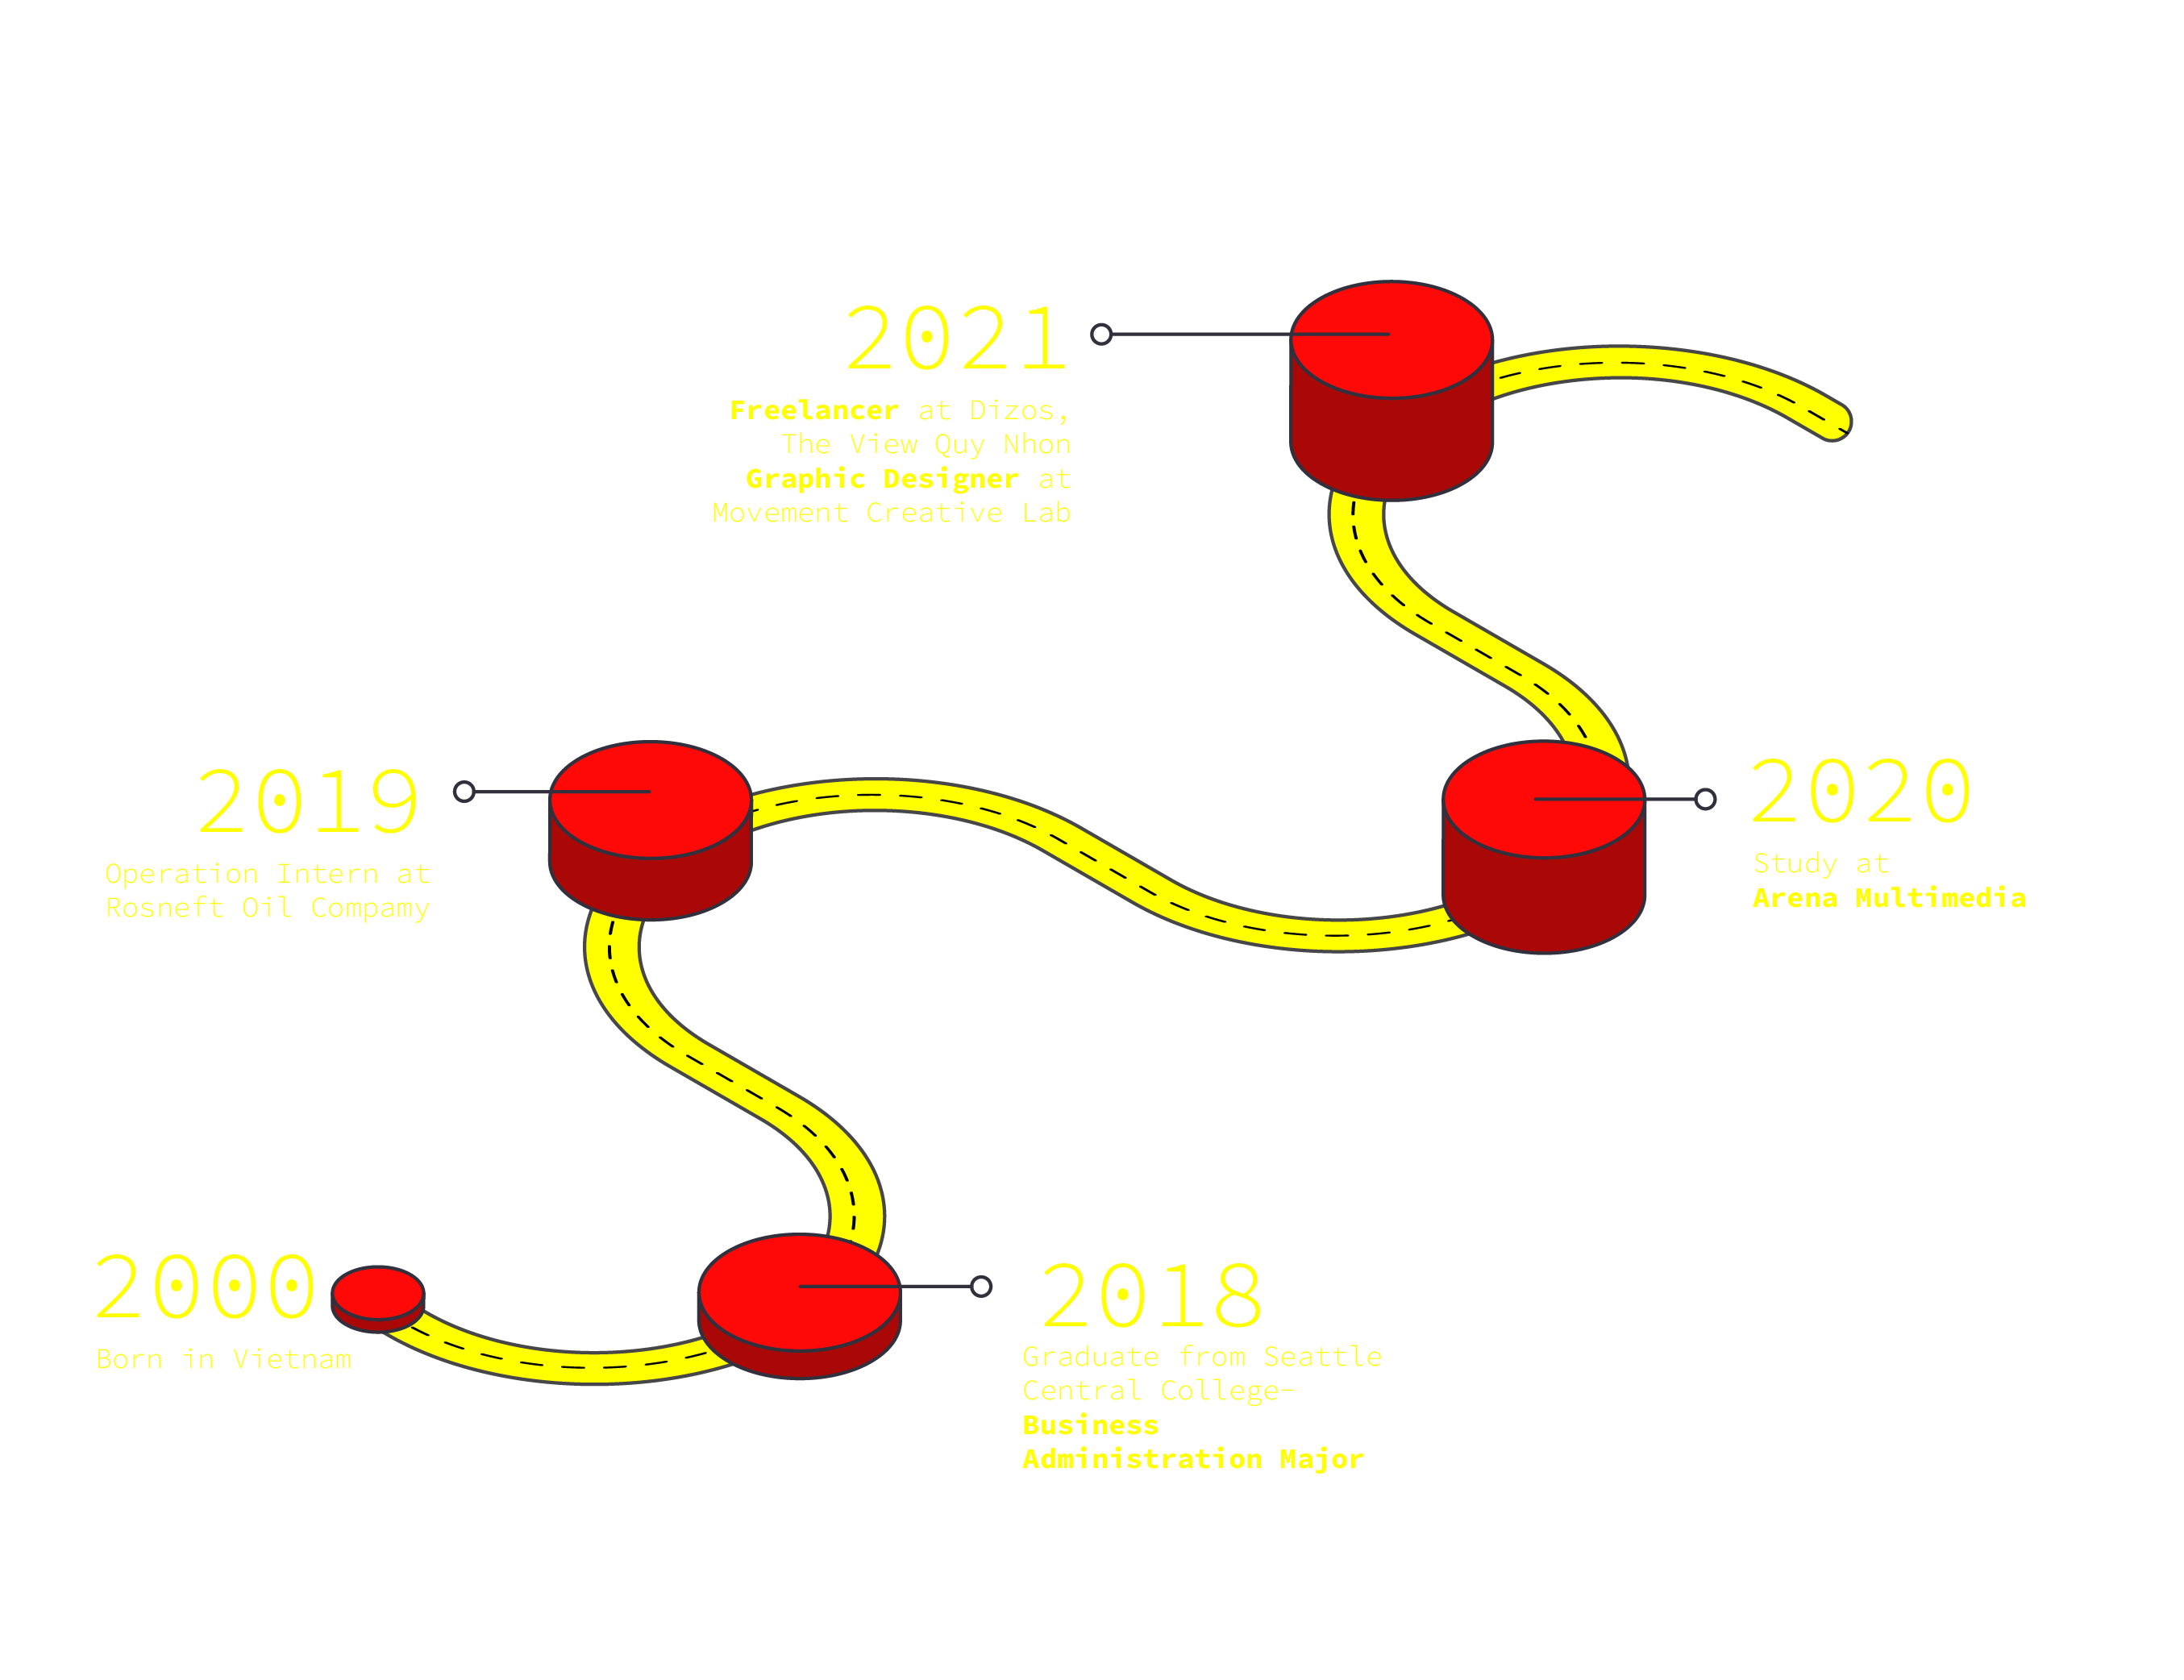 2021
Freelancer at Dizos,
The View Quy Nhon
Graphic Designer at
Movement Creative Lab
2019
Operation Intern at
Rosneft Oil Company
2020
Study at
Arena Multimedia
2000
Born in Vietnam
2018
Graduate from Seattle
Central College-
Business
Administration Major